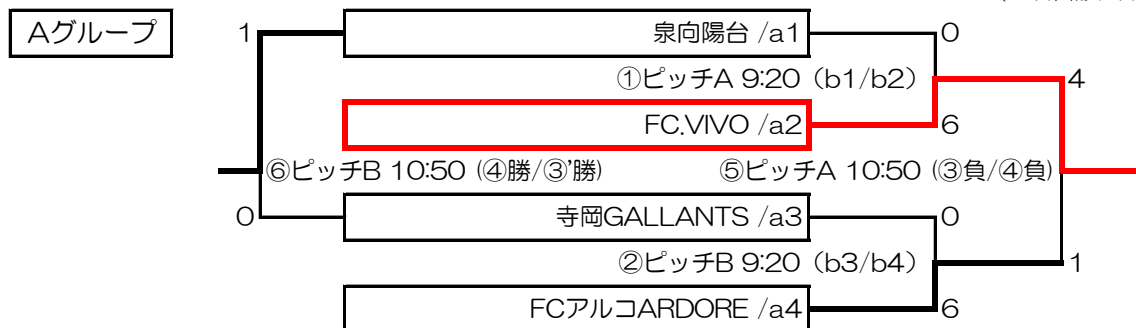 Aグループ
1 泉向陽台 /a1 0
①ピッチA 9:20 (b1/b2) 4
FC.VIVO /a2 6
⑥ピッチB 10:50 (④勝/③'勝) ⑤ピッチA 10:50 (③負/④負)
0 寺岡GALLANTS /a3 0
②ピッチB 9:20 (b3/b4) 1
FCアルコARDORE /a4 6